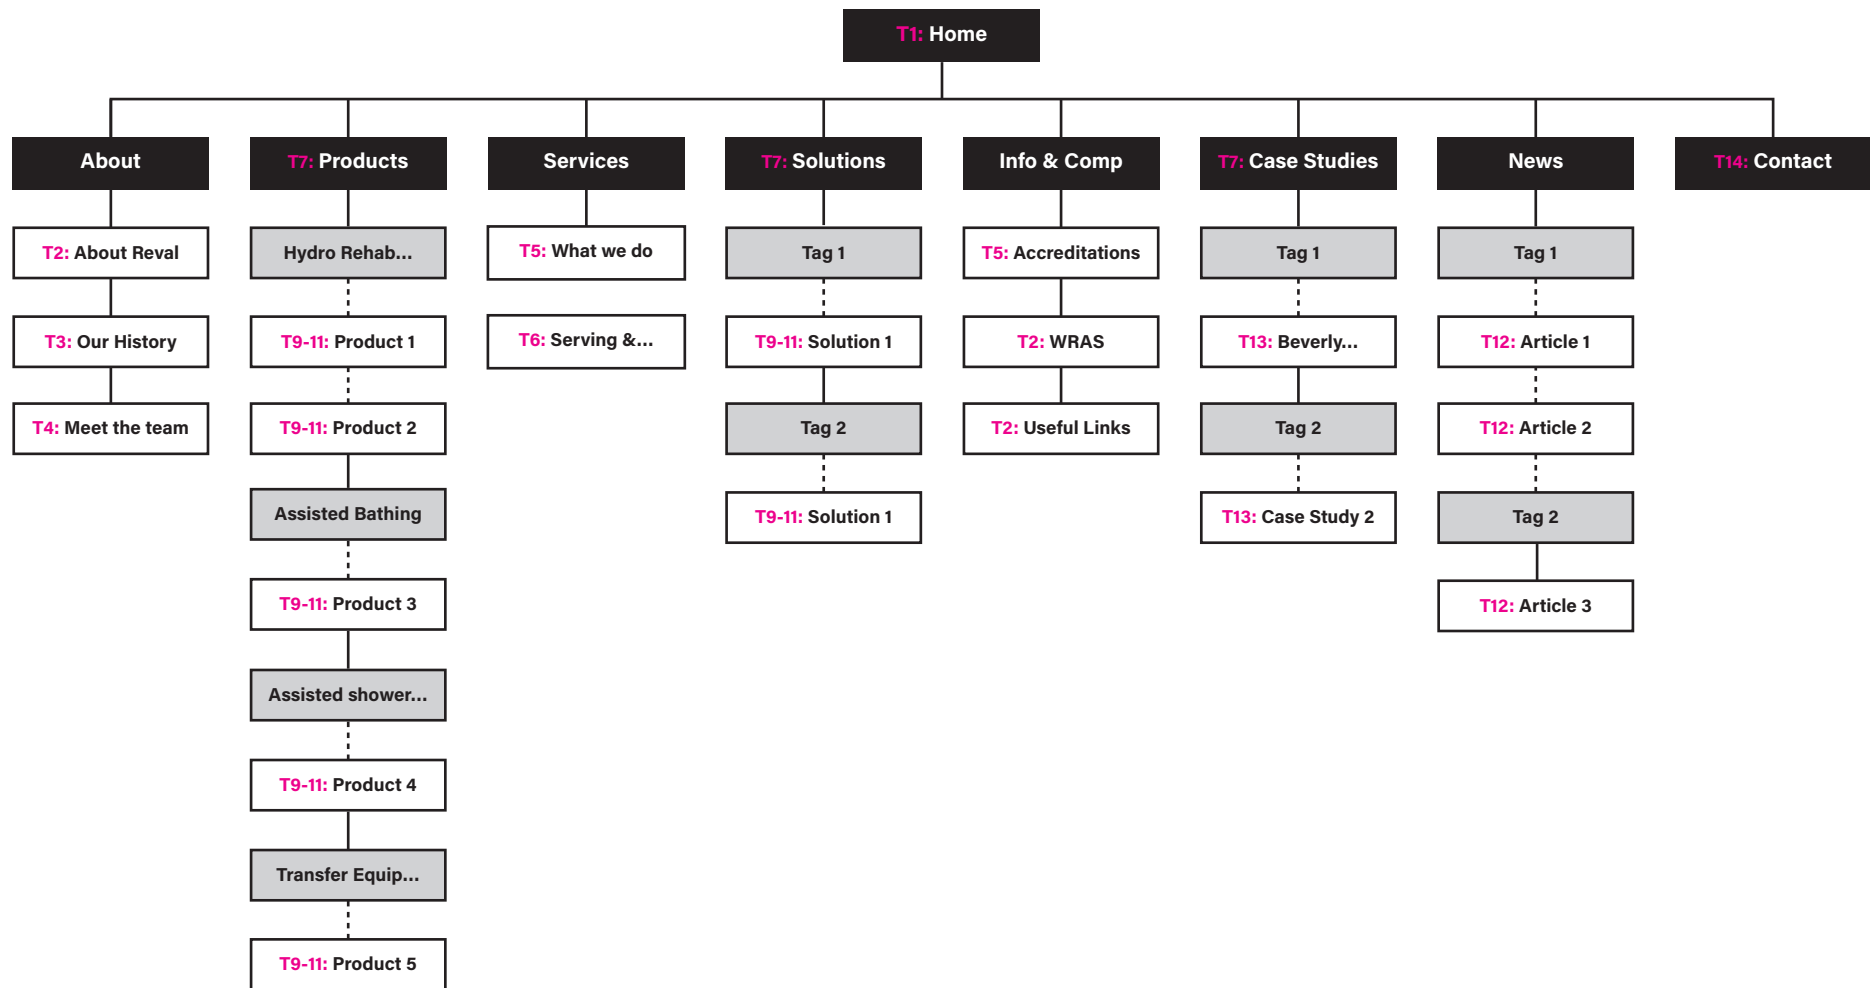 T1: Home
About
T7: Products
Services
T7: Solutions
Info & Comp
T7: Case Studies
News
T14: Contact
T2: About Reval
T3: Our History
T4: Meet the team
Hydro Rehab...
T9-11: Product 1
T9-11: Product 2
Assisted Bathing
T9-11: Product 3
Assisted shower...
T9-11: Product 4
Transfer Equip...
T9-11: Product 5
T5: What we do
T6: Serving &...
Tag 1
T9-11: Solution 1
Tag 2
T9-11: Solution 1
T5: Accreditations
T2: WRAS
T2: Useful Links
Tag 1
T13: Beverly...
Tag 2
T13: Case Study 2
Tag 1
T12: Article 1
T12: Article 2
Tag 2
T12: Article 3